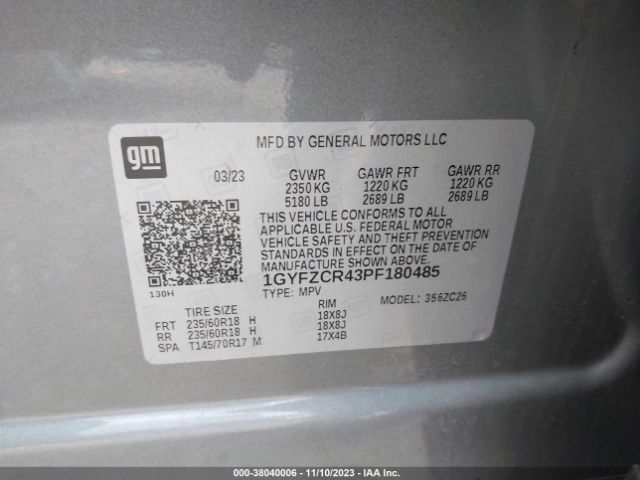 gm
MFD BY GENERAL MOTORS LLC
03/23 GVWR GAWR FRT GAWR RR
2350 KG 1220 KG 1220 KG
5180 LB 2689 LB 2689 LB
THIS VEHICLE CONFORMS TO ALL
APPLICABLE U.S. FEDERAL MOTOR
VEHICLE SAFETY AND THEFT PREVENTION
STANDARDS IN EFFECT ON THE DATE OF
MANUFACTURE SHOWN ABOVE.
1GYFZCR43PF180485
130H
TYPE: MPV MODEL: 356ZC26
TIRE SIZE RIM
FRT 235/60R18 H 18X8J
RR 235/60R18 H 18X8J
SPA T145/70R17 M 17X4B
000-38040006 - 11/10/2023 - IAA Inc.